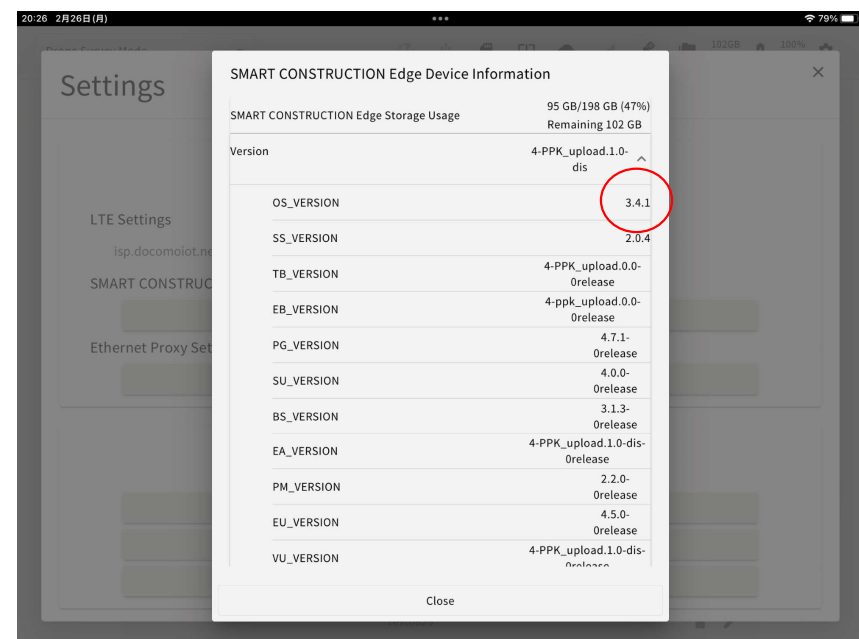 20:26 2月26日(月)
79%
Drone Survey Mode
102GB
100%
Settings
LTE Settings
isp.docomoiot.ne
SMART CONSTRUC
Ethernet Proxy Set
SMART CONSTRUCTION Edge Device Information
SMART CONSTRUCTION Edge Storage Usage
95 GB/198 GB (47%)
Remaining 102 GB
Version
4-PPK_upload.1.0-
dis
OS_VERSION
3.4.1
SS_VERSION
2.0.4
TB_VERSION
4-PPK_upload.0.0-
0release
EB_VERSION
4-ppk_upload.0.0-
0release
PG_VERSION
4.7.1-
0release
SU_VERSION
4.0.0-
0release
BS_VERSION
3.1.3-
0release
EA_VERSION
4-PPK_upload.1.0-dis-
0release
PM_VERSION
2.2.0-
0release
EU_VERSION
4.5.0-
0release
VU_VERSION
4-PPK_upload.1.0-dis-
0release
Close